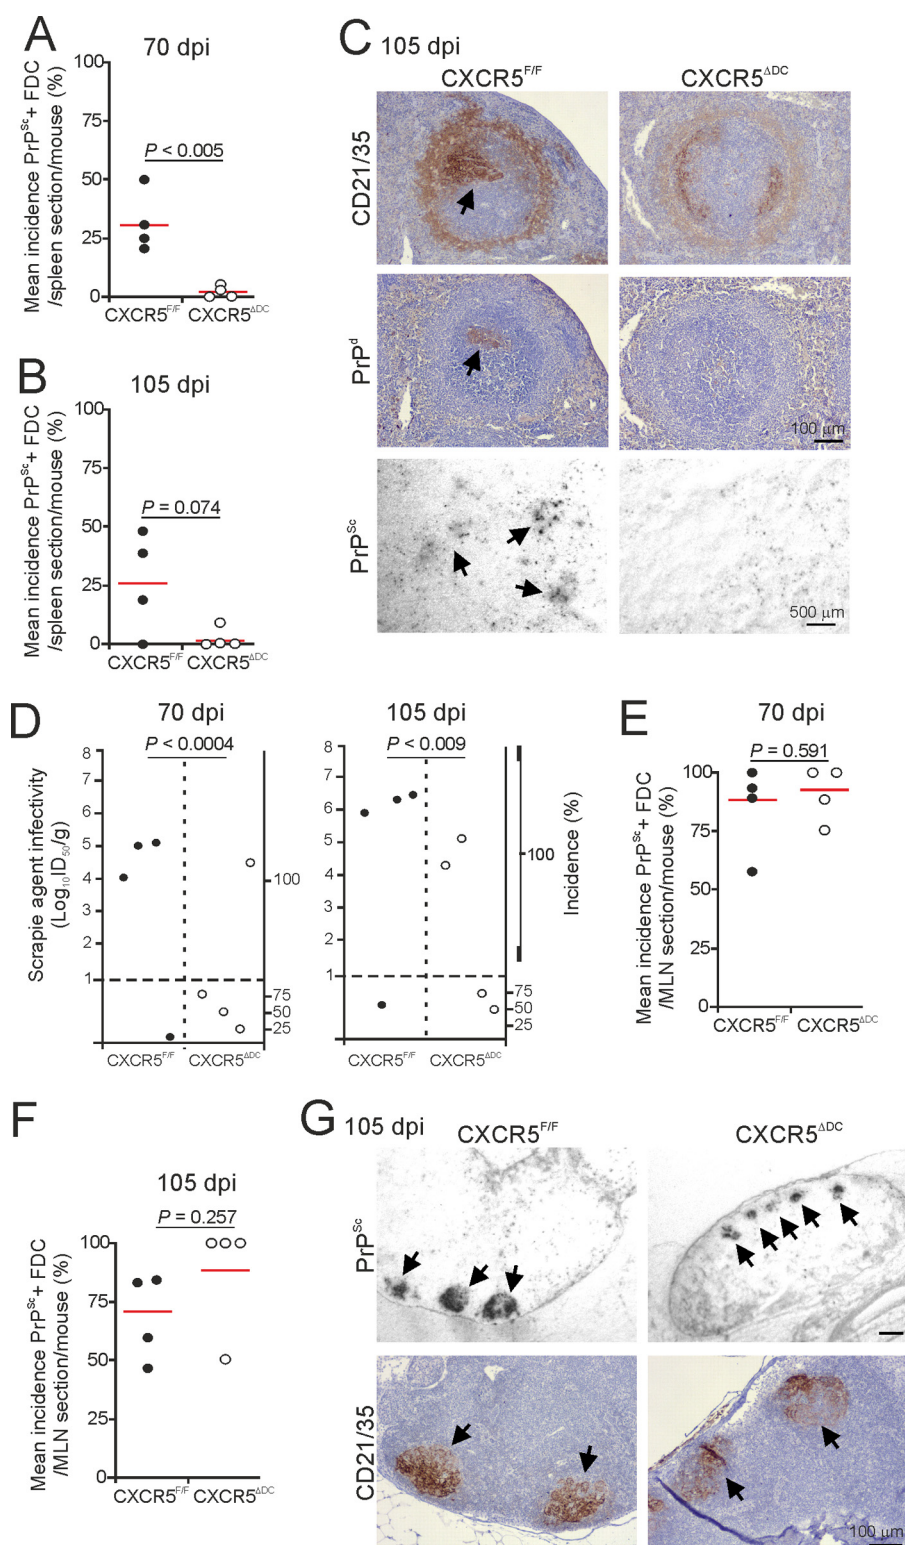 A
70 dpi
Mean incidence PrPSc+ FDC
/spleen section/mouse (%)
100
75
50
25
0
P < 0.005
CXCR5F/F
CXCR5ΔDC
B
105 dpi
Mean incidence PrPSc+ FDC
/spleen section/mouse (%)
100
75
50
25
0
P = 0.074
CXCR5F/F
CXCR5ΔDC
C
105 dpi
CXCR5F/F
CXCR5ΔDC
CD21/35
PrPd
100 μm
PrPSc
500 μm
D
70 dpi
P < 0.0004
Scrapie agent infectivity
(Log10ID50/g)
8
7
6
5
4
3
2
1
100
75
50
25
CXCR5F/F
CXCR5ΔDC
105 dpi
P < 0.009
8
7
6
5
4
3
2
1
100
75
50
25
Incidence (%)
CXCR5F/F
CXCR5ΔDC
E
70 dpi
Mean incidence PrPSc+ FDC
/MLN section/mouse (%)
P = 0.591
100
75
50
25
0
CXCR5F/F
CXCR5ΔDC
F
105 dpi
Mean incidence PrPSc+ FDC
/MLN section/mouse (%)
P = 0.257
100
75
50
25
0
CXCR5F/F
CXCR5ΔDC
G
105 dpi
CXCR5F/F
CXCR5ΔDC
PrPSc
CD21/35
100 μm